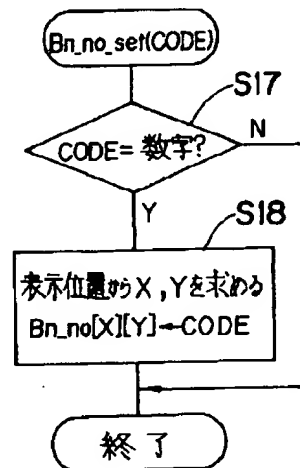 Bn_no_set(CODE)
S17
CODE=数字?
N
Y
S18
表示位置からX,Yを求める
Bn_no[X][Y]←CODE
終了